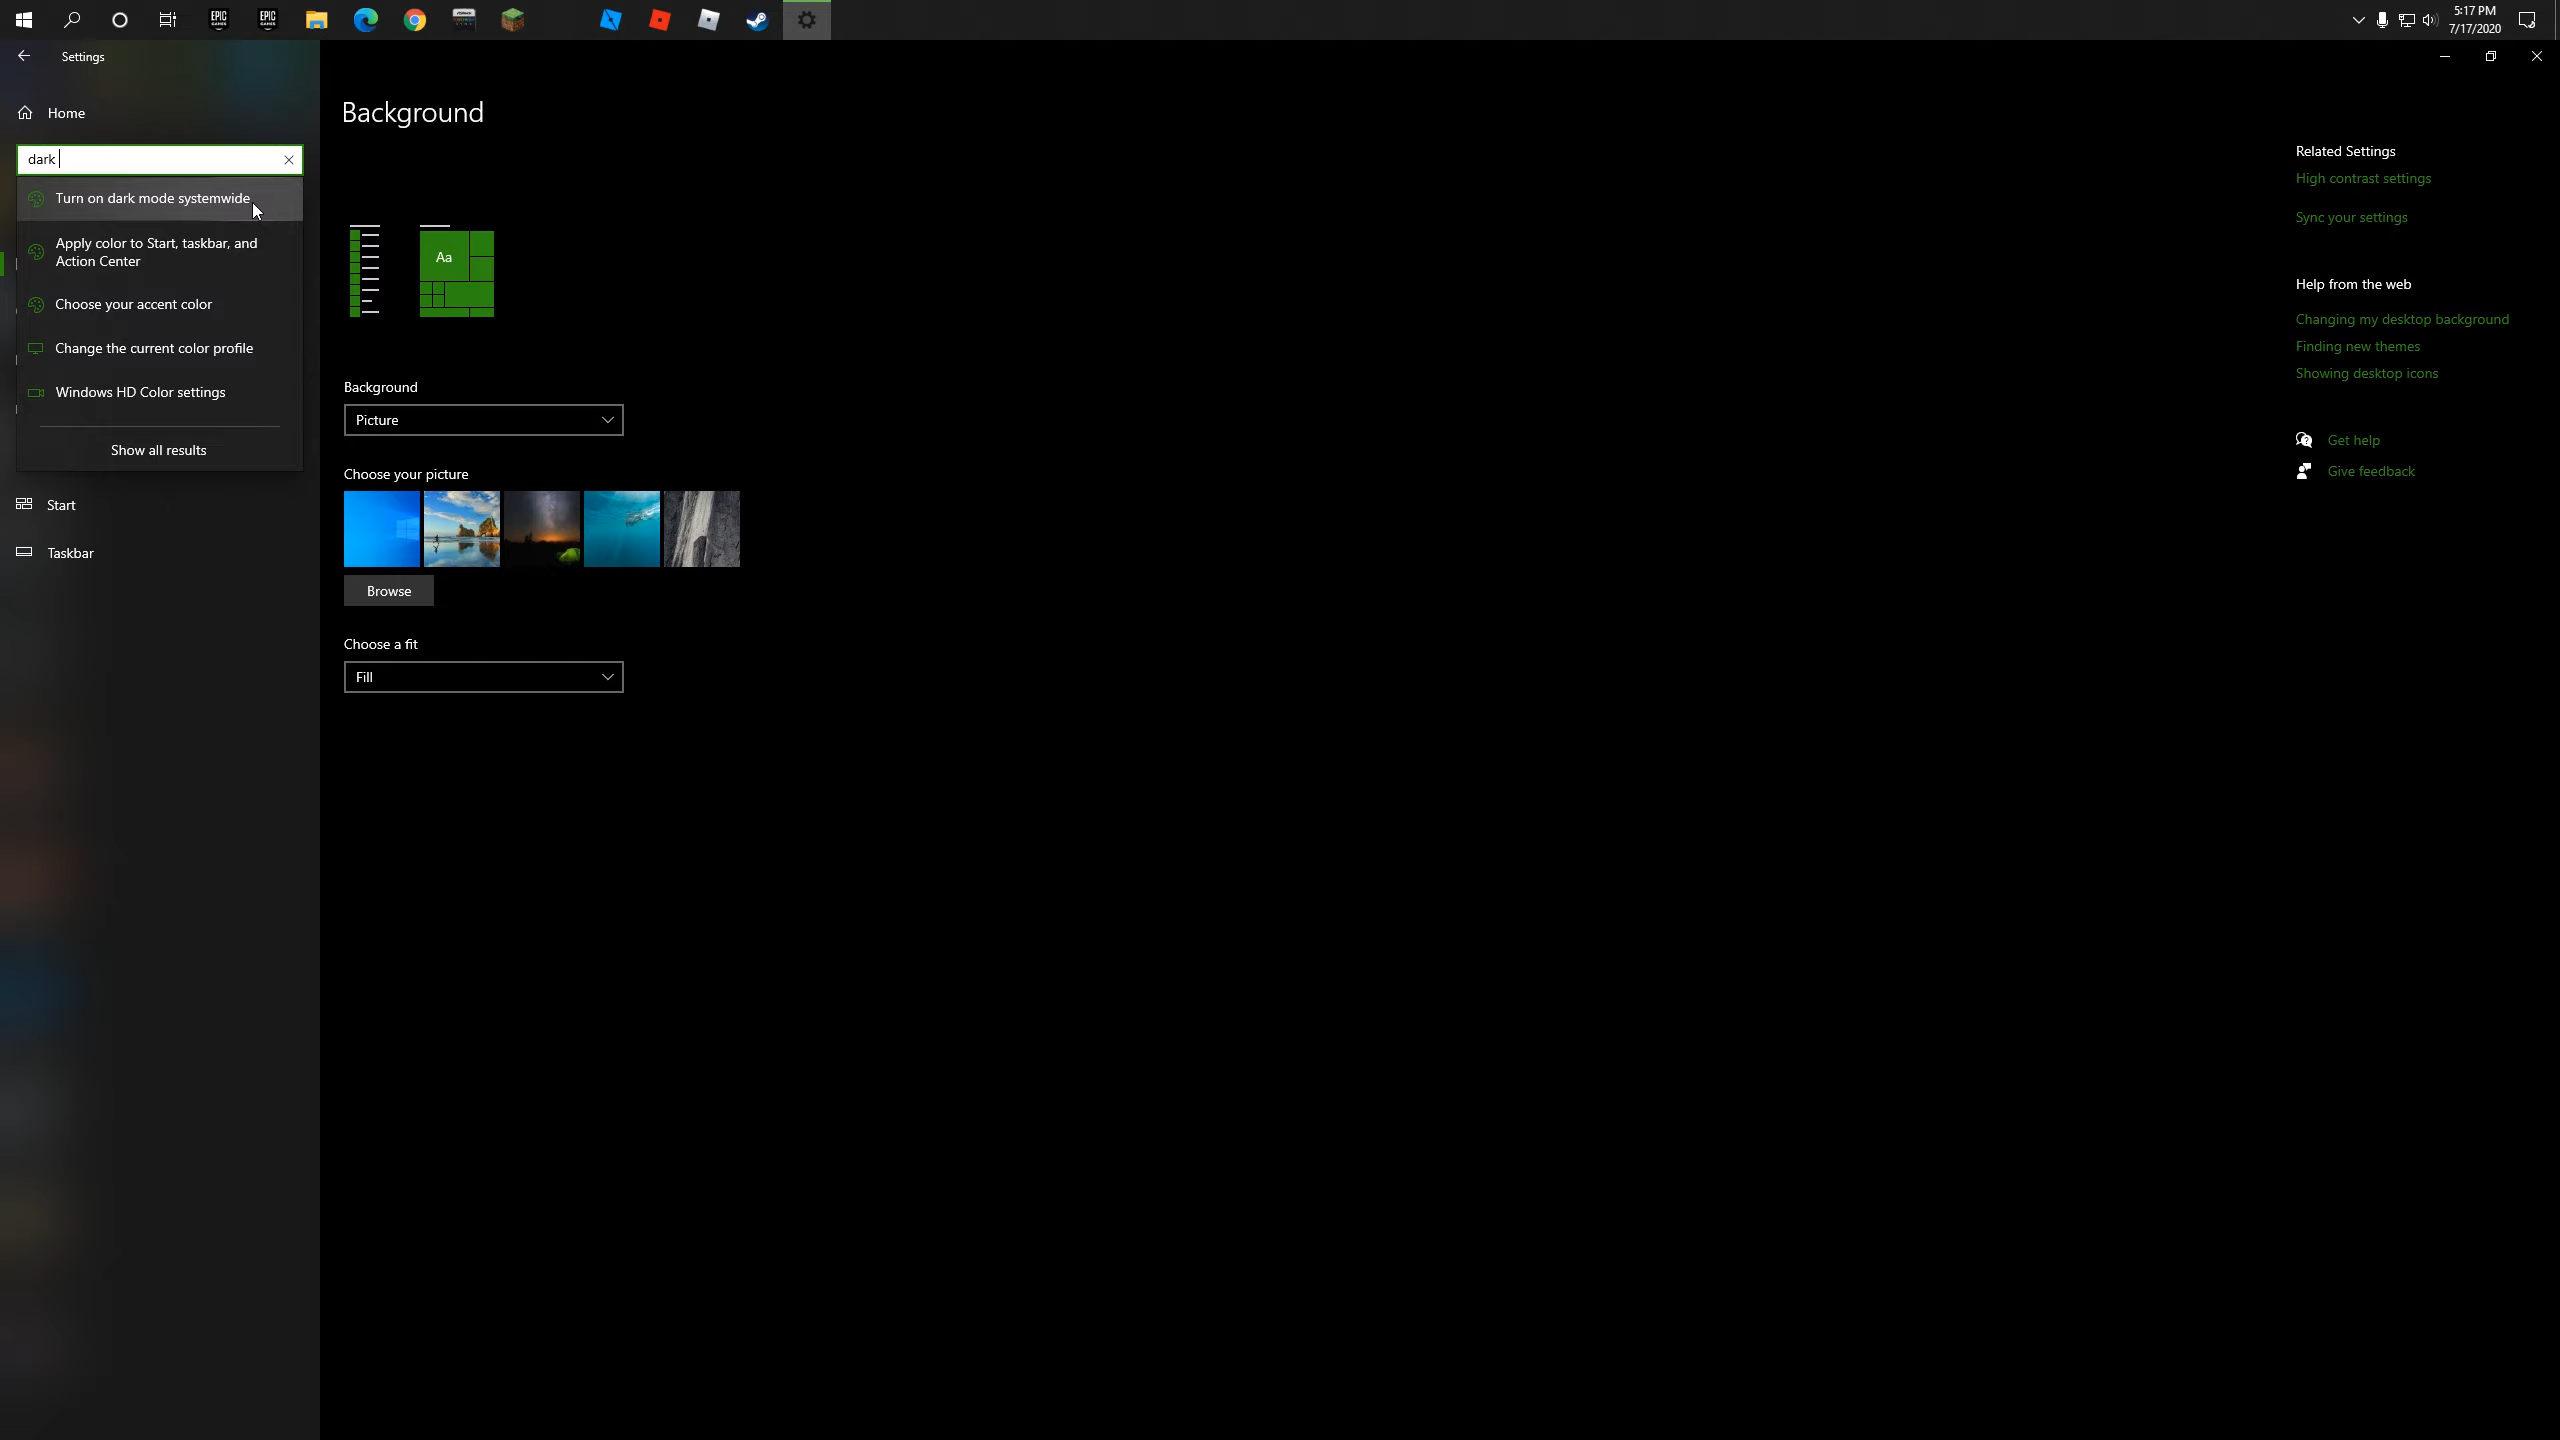 5:17 PM
7/17/2020
EPIC
GAMES
EPIC
GAMES
Settings
Home
dark
Turn on dark mode systemwide
Apply color to Start, taskbar, and
Action Center
Choose your accent color
Change the current color profile
Windows HD Color settings
Show all results
Start
Taskbar
Background
Aa
Background
Picture
Choose your picture
Browse
Choose a fit
Fill
Related Settings
High contrast settings
Sync your settings
Help from the web
Changing my desktop background
Finding new themes
Showing desktop icons
Get help
Give feedback